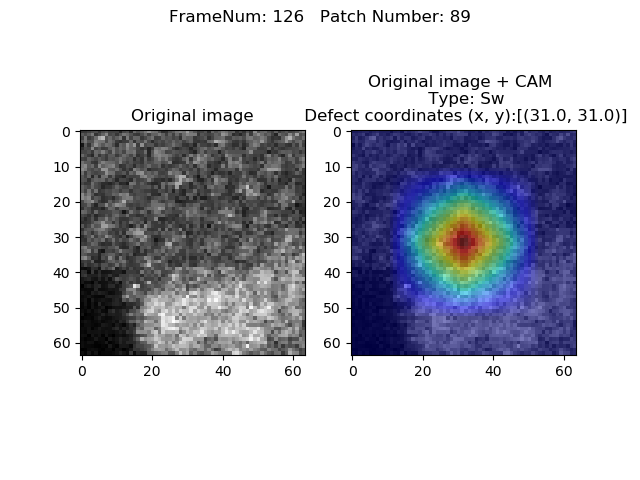 FrameNum: 126   Patch Number: 89
Original image
0
10
20
30
40
50
60
0 20 40 60
Original image + CAM
Type: Sw
Defect coordinates (x, y):[(31.0, 31.0)]
0
10
20
30
40
50
60
0 20 40 60